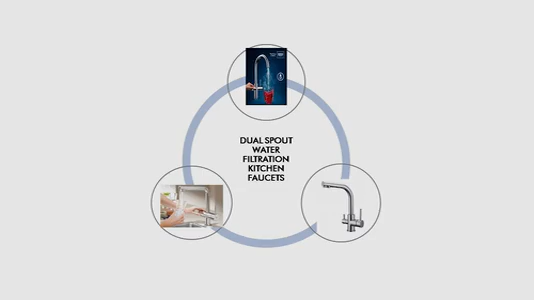 DUAL SPOUT
WATER
FILTRATION
KITCHEN
FAUCETS